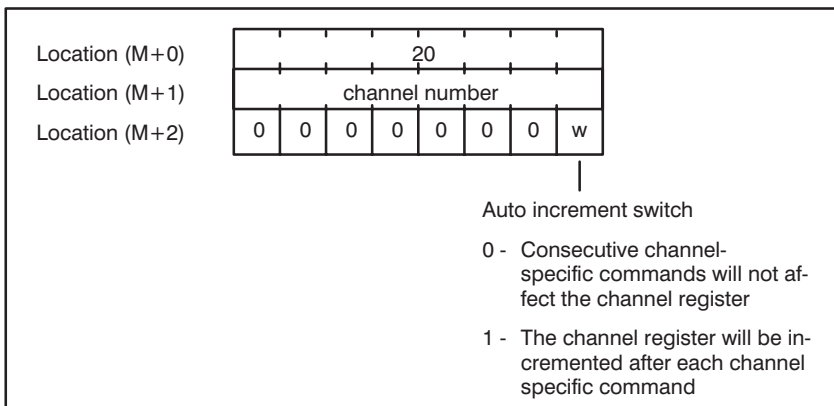 Location (M+0) 20
Location (M+1) channel number
Location (M+2) 0 0 0 0 0 0 0 w
Auto increment switch
0 - Consecutive channel-
specific commands will not af-
fect the channel register
1 - The channel register will be in-
cremented after each channel
specific command